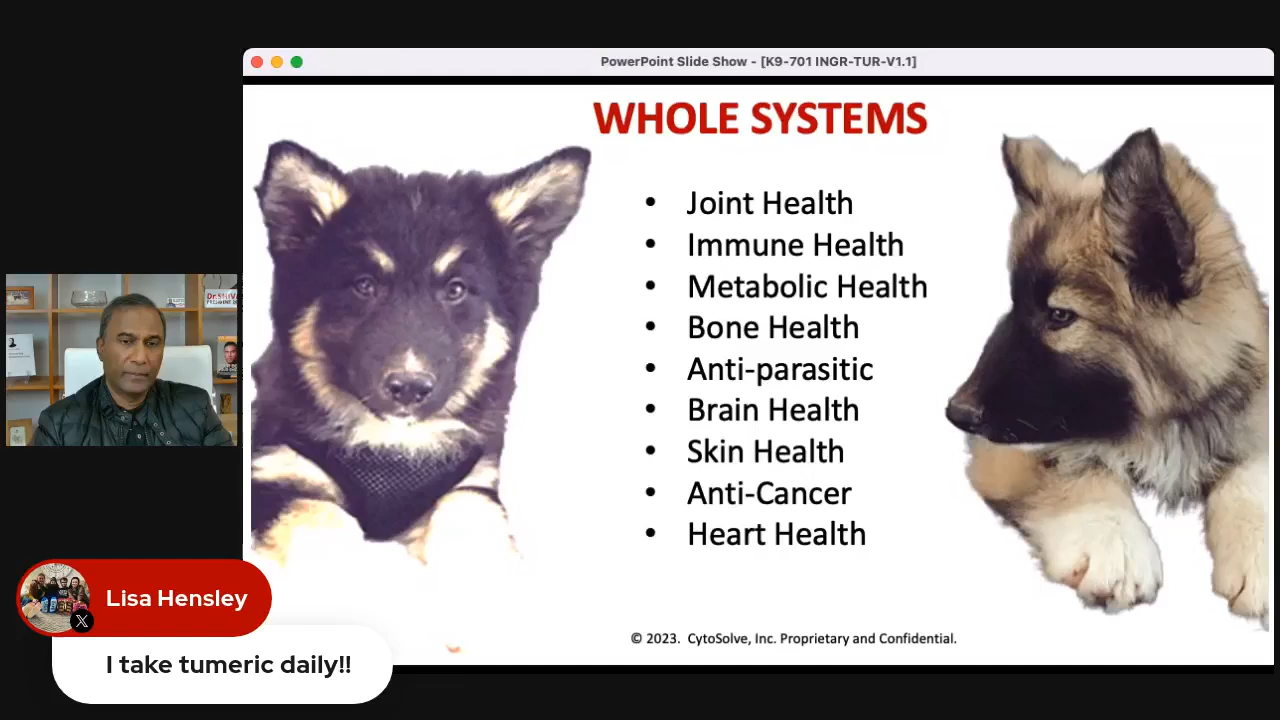 PowerPoint Slide Show - [K9-701 INGR-TUR-V1.1]
WHOLE SYSTEMS
• Joint Health
• Immune Health
• Metabolic Health
• Bone Health
• Anti-parasitic
• Brain Health
• Skin Health
• Anti-Cancer
• Heart Health
© 2023. CytoSolve, Inc. Proprietary and Confidential.
Dr.SHIVA
Lisa Hensley
I take tumeric daily!!